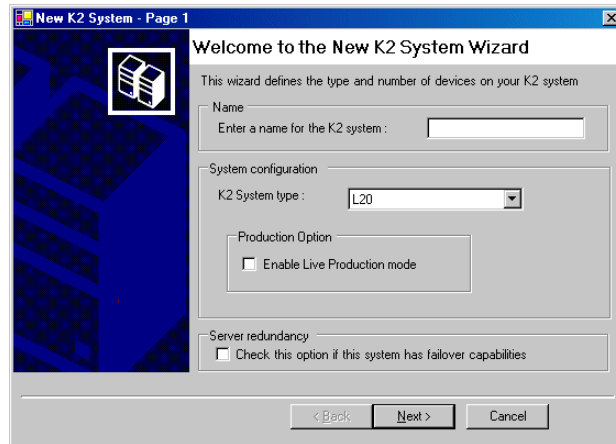 New K2 System - Page 1
Welcome to the New K2 System Wizard
This wizard defines the type and number of devices on your K2 system
Name
Enter a name for the K2 system :
System configuration
K2 System type :
L20
Production Option
Enable Live Production mode
Server redundancy
Check this option if this system has failover capabilities
< Back
Next >
Cancel